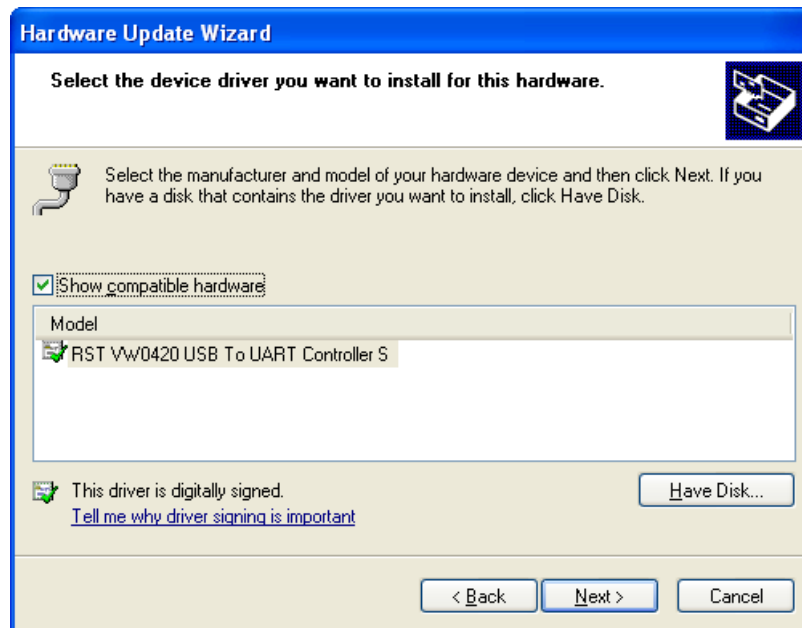 Hardware Update Wizard
Select the device driver you want to install for this hardware.
Select the manufacturer and model of your hardware device and then click Next. If you
have a disk that contains the driver you want to install, click Have Disk.
Show compatible hardware
Model
RST VW0420 USB To UART Controller S
This driver is digitally signed.
Have Disk...
Tell me why driver signing is important
< Back
Next >
Cancel